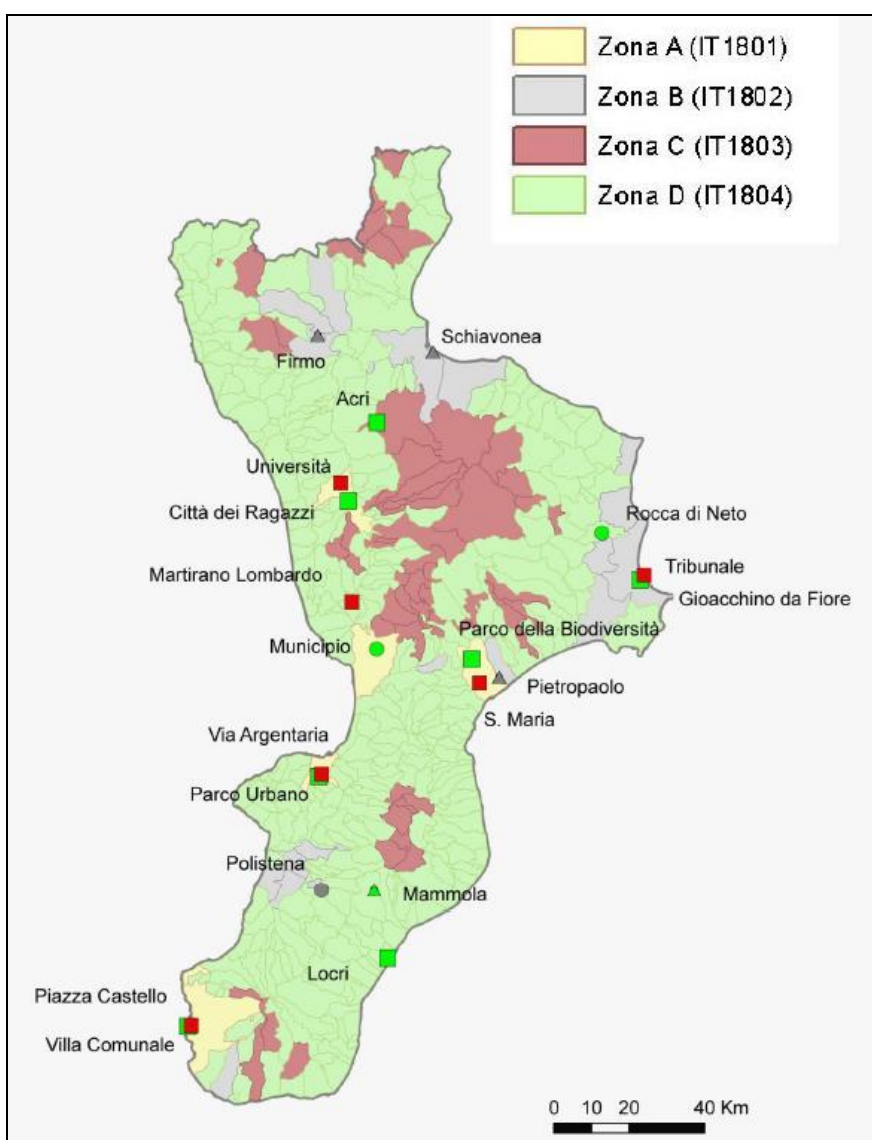 Zona A (IT1801)
Zona B (IT1802)
Zona C (IT1803)
Zona D (IT1804)
Schiavonea
Firmo
Acri
Università
Città dei Ragazzi
Rocca di Neto
Martirano Lombardo
Tribunale
Gioacchino da Fiore
Parco della Biodiversità
Municipio
Pietropaolo
S. Maria
Via Argentaria
Parco Urbano
Polistena
Mammola
Locri
Piazza Castello
Villa Comunale
0 10 20 40 Km